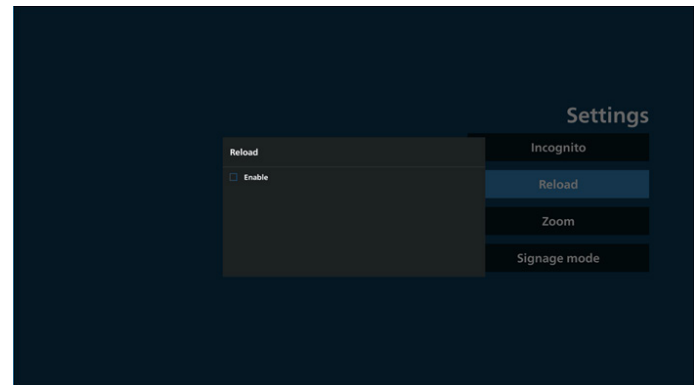 Settings
Incognito
Reload
Zoom
Signage mode
Reload
Enable